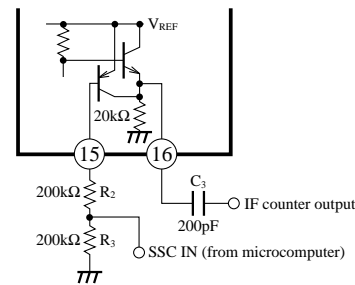 VREF
20kΩ
15
16
200kΩ R2
C3
IF counter output
200pF
200kΩ R3
SSC IN (from microcomputer)